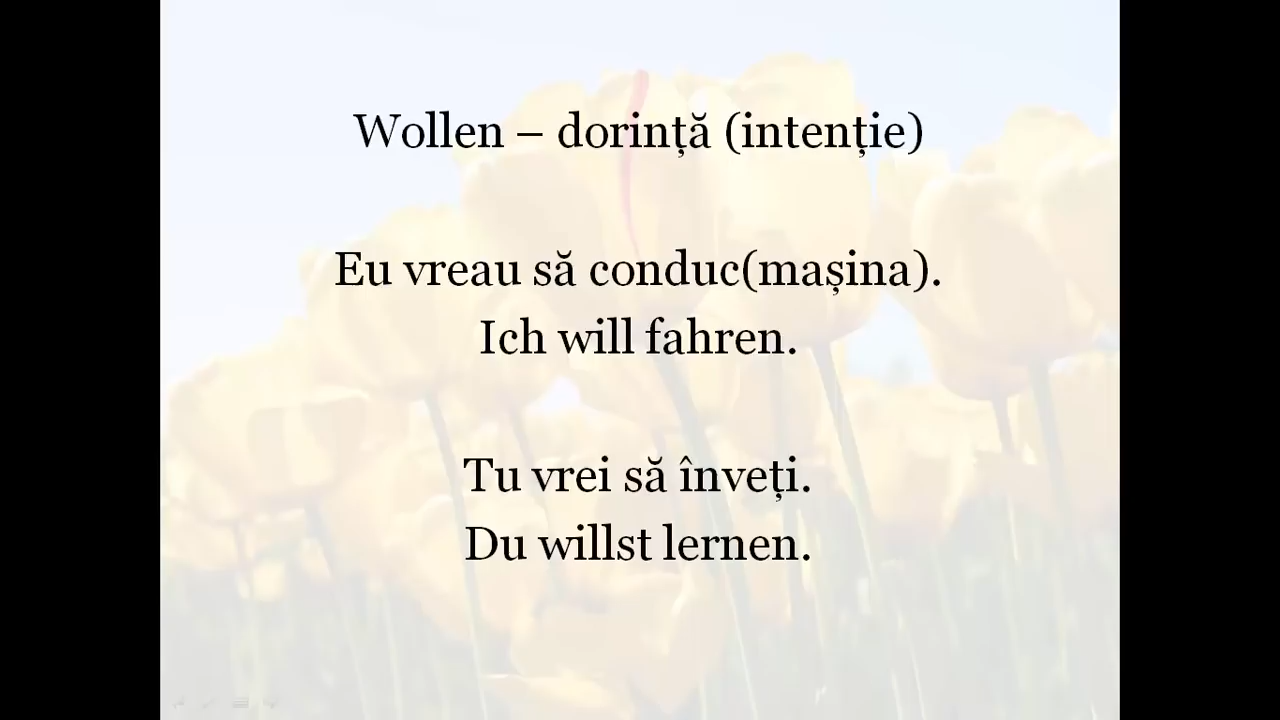 Wollen – dorință (intenție)
Eu vreau să conduc(mașina).
Ich will fahren.
Tu vrei să înveți.
Du willst lernen.